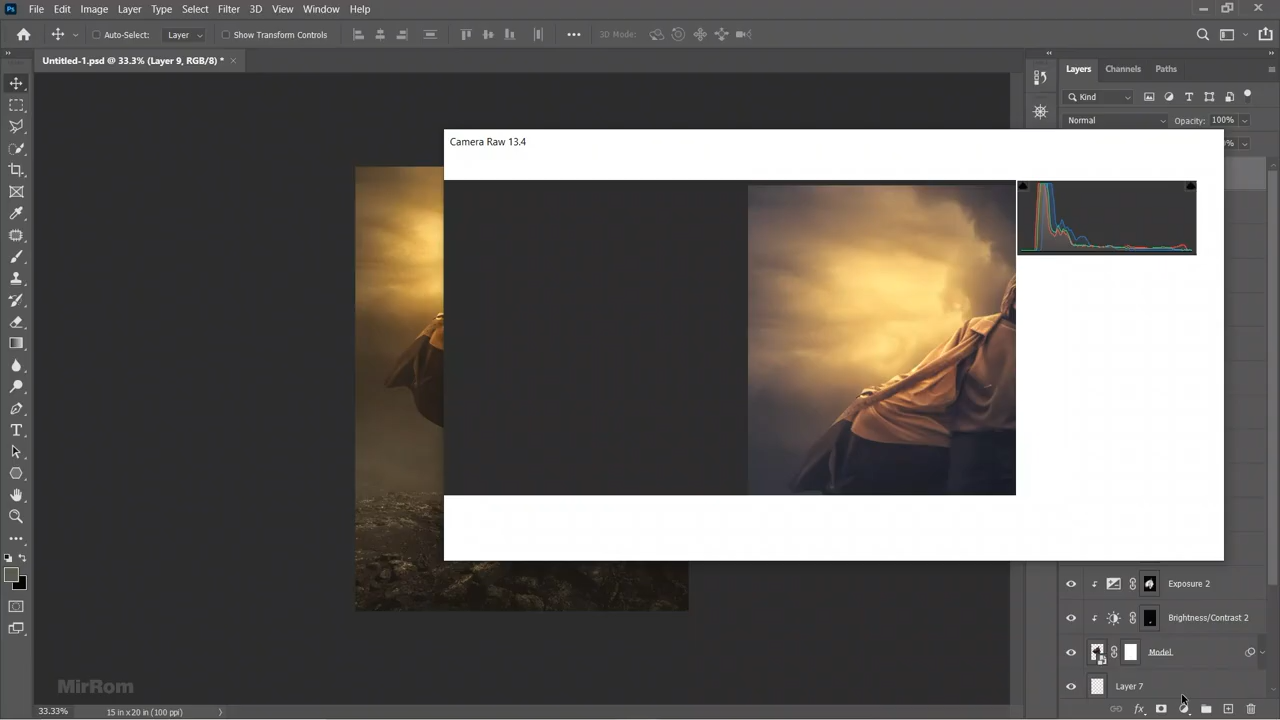 Ps File Edit Image Layer Type Select Filter 3D View Window Help
Auto-Select: Layer Show Transform Controls 3D Mode:
Untitled-1.psd @ 33.3% (Layer 9, RGB/8) *
Layers Channels Paths
Kind
Normal Opacity: 100%
Camera Raw 13.4
Exposure 2
Brightness/Contrast 2
Model
Layer 7
MirRom
33.33% 15 in x 20 in (100 ppi)
fx